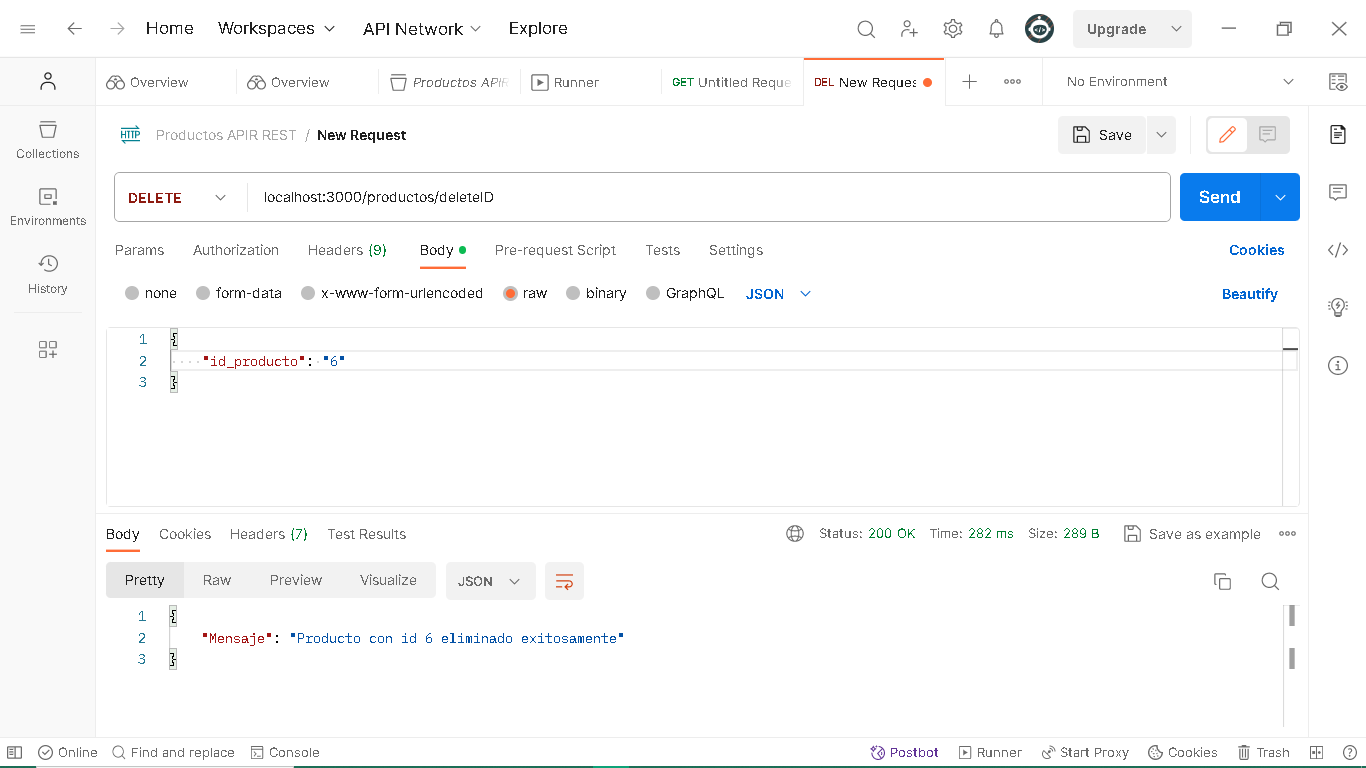 Home Workspaces API Network Explore Upgrade
Overview Overview Productos APIR Runner GET Untitled Reque DEL New Reques No Environment
HTTP Productos APIR REST / New Request Save
Collections
DELETE localhost:3000/productos/deleteID Send
Environments
Params Authorization Headers (9) Body Pre-request Script Tests Settings Cookies
History
none form-data x-www-form-urlencoded raw binary GraphQL JSON Beautify
1 {
2 "id_producto": "6"
3 }
Body Cookies Headers (7) Test Results Status: 200 OK Time: 282 ms Size: 289 B Save as example
Pretty Raw Preview Visualize JSON
1 {
2 "Mensaje": "Producto con id 6 eliminado exitosamente"
3 }
Online Find and replace Console Postbot Runner Start Proxy Cookies Trash